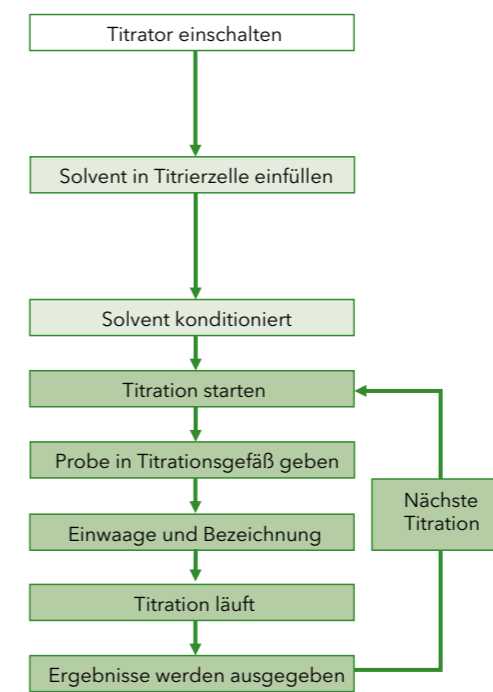 Titrator einschalten
Solvent in Titrierzelle einfüllen
Solvent konditioniert
Titration starten
Probe in Titrationsgefäß geben
Einwaage und Bezeichnung
Titration läuft
Ergebnisse werden ausgegeben
Nächste
Titration